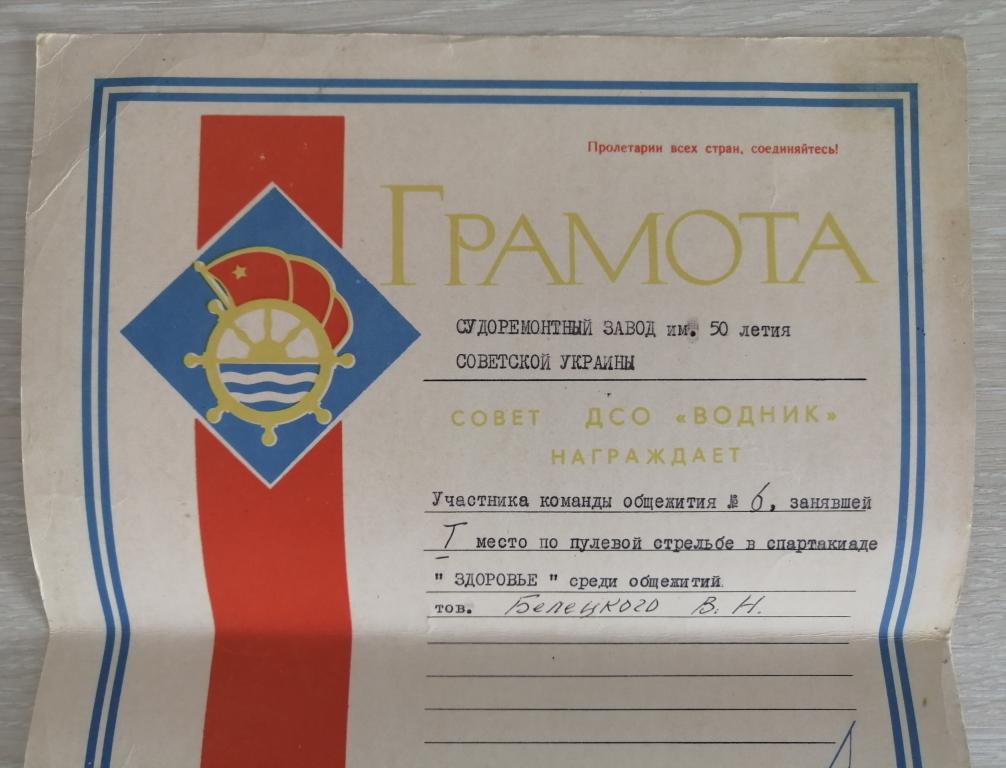 Пролетарии всех стран, соединяйтесь!
ГРАМОТА
СУДОРЕМОНТНЫЙ ЗАВОД им. 50 летия
СОВЕТСКОЙ УКРАИНЫ
СОВЕТ ДСО «ВОДНИК»
НАГРАЖДАЕТ
Участника команды общежития № 6, занявшей
I место по пулевой стрельбе в спартакиаде
" ЗДОРОВЬЕ " среди общежитий.
тов. Белецкого В. Н.